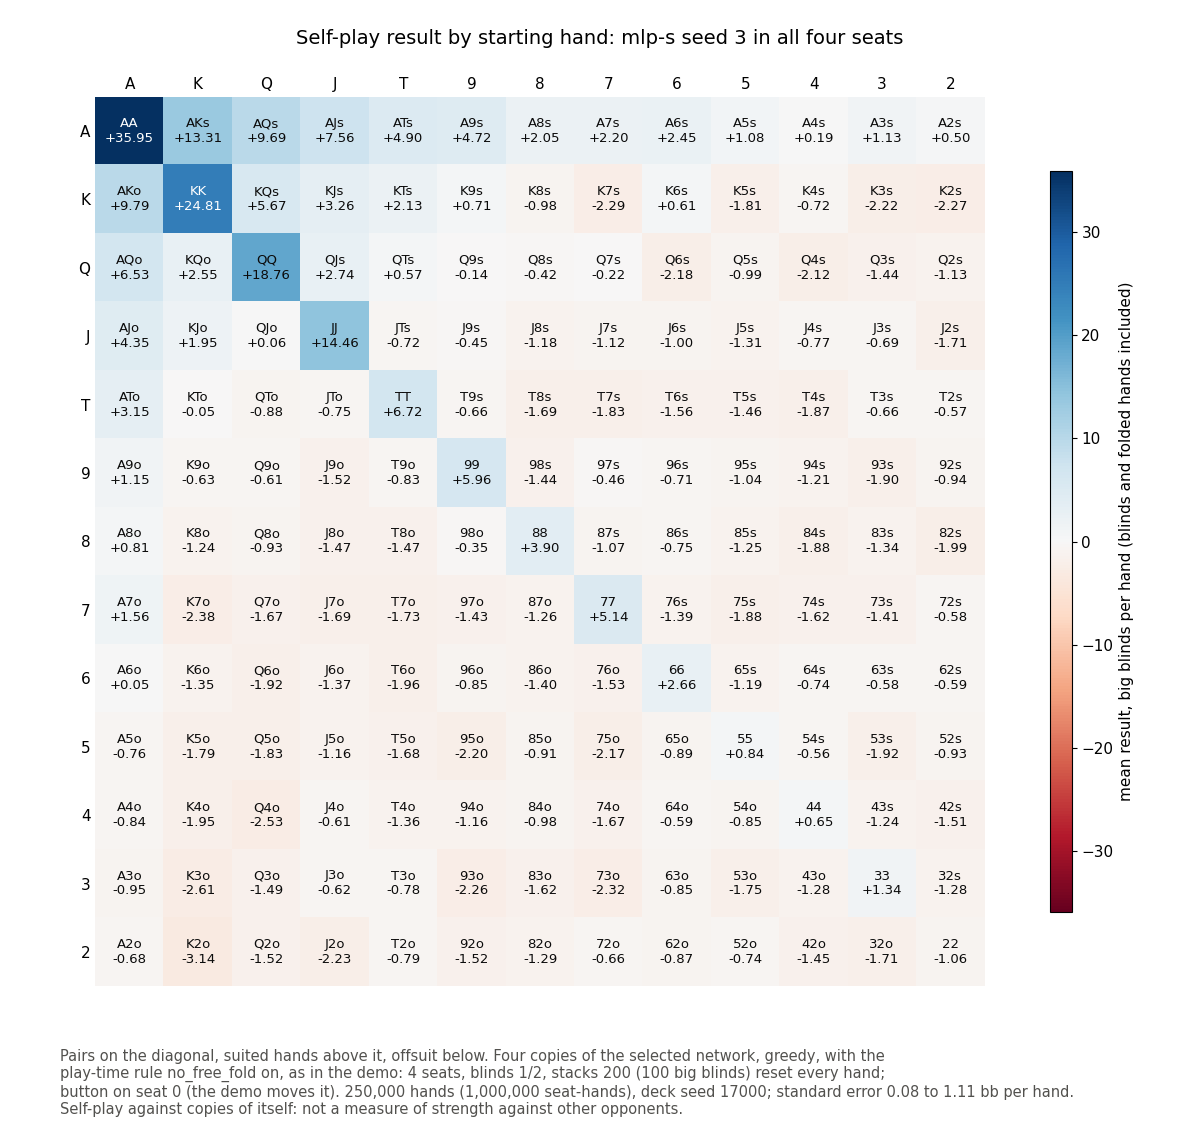 Self-play result by starting hand: mlp-s seed 3 in all four seats
A K Q J T 9 8 7 6 5 4 3 2
A AA AKs AQs AJs ATs A9s A8s A7s A6s A5s A4s A3s A2s
+35.95 +13.31 +9.69 +7.56 +4.90 +4.72 +2.05 +2.20 +2.45 +1.08 +0.19 +1.13 +0.50
K AKo KK KQs KJs KTs K9s K8s K7s K6s K5s K4s K3s K2s
+9.79 +24.81 +5.67 +3.26 +2.13 +0.71 -0.98 -2.29 +0.61 -1.81 -0.72 -2.22 -2.27
Q AQo KQo QQ QJs QTs Q9s Q8s Q7s Q6s Q5s Q4s Q3s Q2s
+6.53 +2.55 +18.76 +2.74 +0.57 -0.14 -0.42 -0.22 -2.18 -0.99 -2.12 -1.44 -1.13
J AJo KJo QJo JJ JTs J9s J8s J7s J6s J5s J4s J3s J2s
+4.35 +1.95 +0.06 +14.46 -0.72 -0.45 -1.18 -1.12 -1.00 -1.31 -0.77 -0.69 -1.71
T ATo KTo QTo JTo TT T9s T8s T7s T6s T5s T4s T3s T2s
+3.15 -0.05 -0.88 -0.75 +6.72 -0.66 -1.69 -1.83 -1.56 -1.46 -1.87 -0.66 -0.57
9 A9o K9o Q9o J9o T9o 99 98s 97s 96s 95s 94s 93s 92s
+1.15 -0.63 -0.61 -1.52 -0.83 +5.96 -1.44 -0.46 -0.71 -1.04 -1.21 -1.90 -0.94
8 A8o K8o Q8o J8o T8o 98o 88 87s 86s 85s 84s 83s 82s
+0.81 -1.24 -0.93 -1.47 -1.47 -0.35 +3.90 -1.07 -0.75 -1.25 -1.88 -1.34 -1.99
7 A7o K7o Q7o J7o T7o 97o 87o 77 76s 75s 74s 73s 72s
+1.56 -2.38 -1.67 -1.69 -1.73 -1.43 -1.26 +5.14 -1.39 -1.88 -1.62 -1.41 -0.58
6 A6o K6o Q6o J6o T6o 96o 86o 76o 66 65s 64s 63s 62s
+0.05 -1.35 -1.92 -1.37 -1.96 -0.85 -1.40 -1.53 +2.66 -1.19 -0.74 -0.58 -0.59
5 A5o K5o Q5o J5o T5o 95o 85o 75o 65o 55 54s 53s 52s
-0.76 -1.79 -1.83 -1.16 -1.68 -2.20 -0.91 -2.17 -0.89 +0.84 -0.56 -1.92 -0.93
4 A4o K4o Q4o J4o T4o 94o 84o 74o 64o 54o 44 43s 42s
-0.84 -1.95 -2.53 -0.61 -1.36 -1.16 -0.98 -1.67 -0.59 -0.85 +0.65 -1.24 -1.51
3 A3o K3o Q3o J3o T3o 93o 83o 73o 63o 53o 43o 33 32s
-0.95 -2.61 -1.49 -0.62 -0.78 -2.26 -1.62 -2.32 -0.85 -1.75 -1.28 +1.34 -1.28
2 A2o K2o Q2o J2o T2o 92o 82o 72o 62o 52o 42o 32o 22
-0.68 -3.14 -1.52 -2.23 -0.79 -1.52 -1.29 -0.66 -0.87 -0.74 -1.45 -1.71 -1.06
30
20
10
0
−10
−20
−30
mean result, big blinds per hand (blinds and folded hands included)
Pairs on the diagonal, suited hands above it, offsuit below. Four copies of the selected network, greedy, with the
play-time rule no_free_fold on, as in the demo: 4 seats, blinds 1/2, stacks 200 (100 big blinds) reset every hand;
button on seat 0 (the demo moves it). 250,000 hands (1,000,000 seat-hands), deck seed 17000; standard error 0.08 to 1.11 bb per hand.
Self-play against copies of itself: not a measure of strength against other opponents.